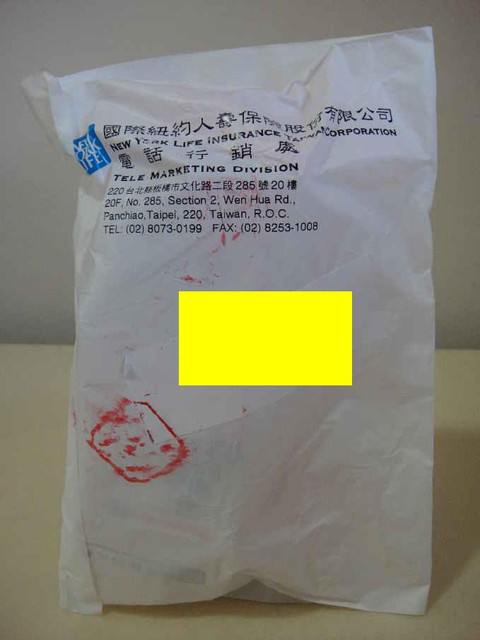 國際紐約人壽保險股份有限公司
NEW YORK LIFE INSURANCE TAIWAN CORPORATION
電話行銷處
TELE MARKETING DIVISION
220台北縣板橋市文化路二段285號20樓
20F, No. 285, Section 2, Wen Hua Rd.,
Panchiao,Taipei, 220, Taiwan, R.O.C.
TEL: (02) 8073-0199 FAX: (02) 8253-1008